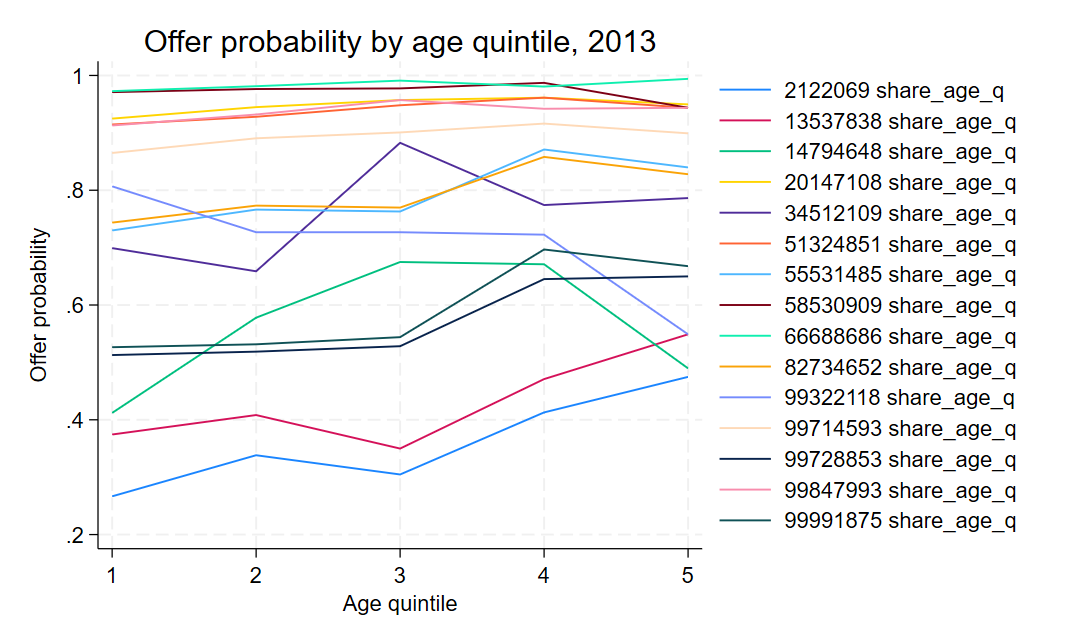 Offer probability by age quintile, 2013
Offer probability
1
.8
.6
.4
.2
1 2 3 4 5
Age quintile
2122069 share_age_q
13537838 share_age_q
14794648 share_age_q
20147108 share_age_q
34512109 share_age_q
51324851 share_age_q
55531485 share_age_q
58530909 share_age_q
66688686 share_age_q
82734652 share_age_q
99322118 share_age_q
99714593 share_age_q
99728853 share_age_q
99847993 share_age_q
99991875 share_age_q